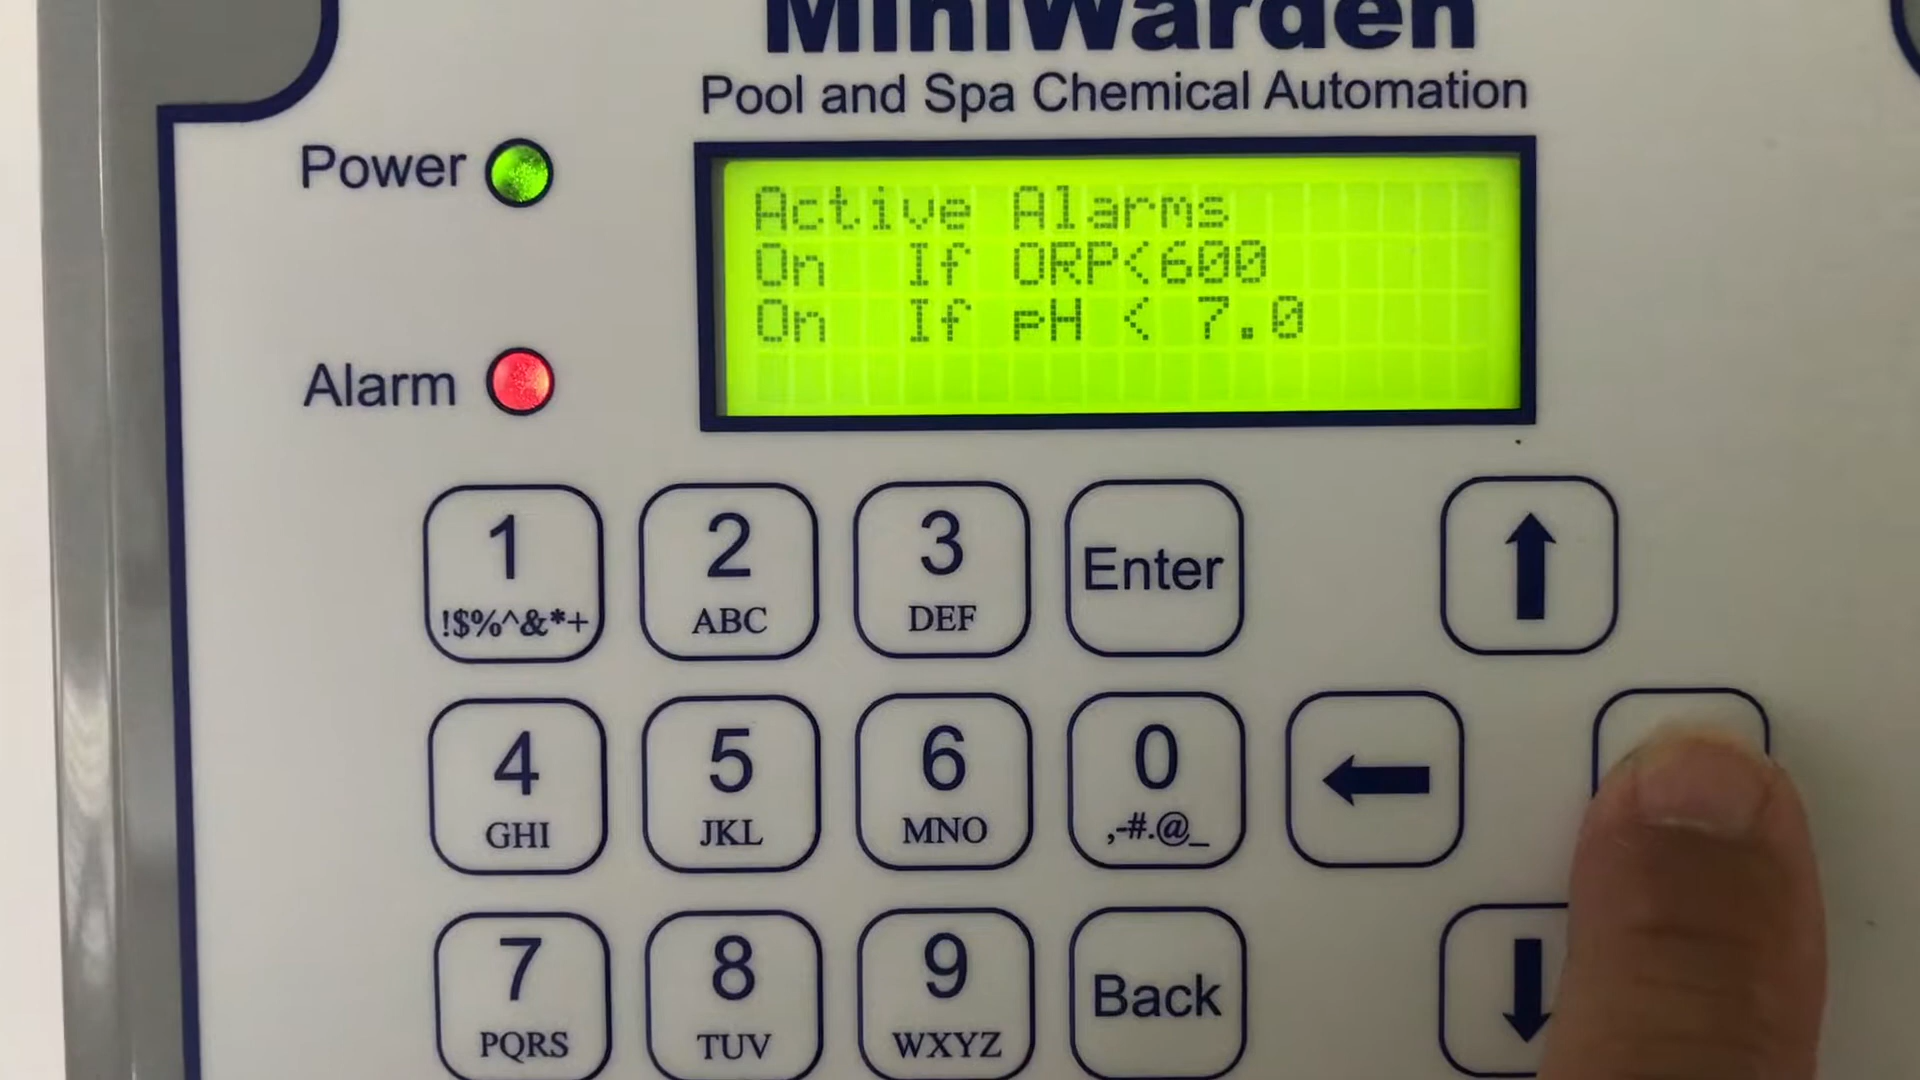 MiniWarden
Pool and Spa Chemical Automation
Power
Active Alarms
On  If ORP<600
On  If pH < 7.0
Alarm
1
2
3
Enter
!$%^&*+
ABC
DEF
4
5
6
0
GHI
JKL
MNO
,-#.@_
7
8
9
Back
PQRS
TUV
WXYZ